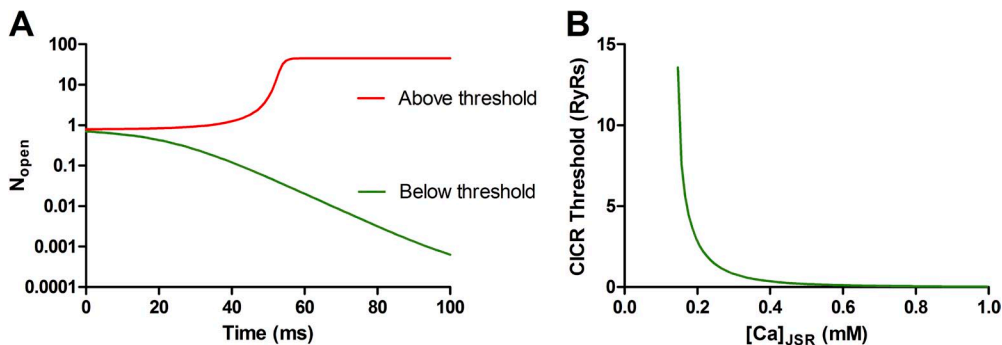 A
100
10
1
0.1
0.01
0.001
0.0001
N_open
0
20
40
60
80
100
Time (ms)
Above threshold
Below threshold
B
15
10
5
0
CICR Threshold (RyRs)
0.0
0.2
0.4
0.6
0.8
1.0
[Ca]_JSR (mM)